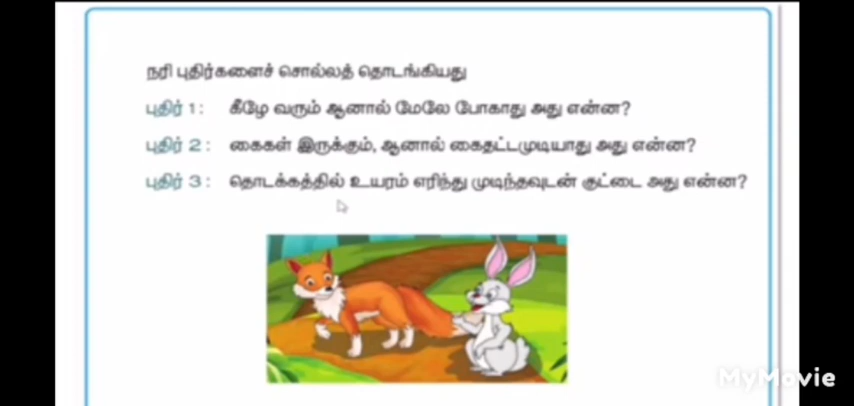 நரி புதிர்களைச் சொல்லத் தொடங்கியது
புதிர் 1 : கீழே வரும் ஆனால் மேலே போகாது அது என்ன?
புதிர் 2 : கைகள் இருக்கும், ஆனால் கைதட்டமுடியாது அது என்ன?
புதிர் 3 : தொடக்கத்தில் உயரம் எரிந்து முடிந்தவுடன் குட்டை அது என்ன?
MyMovie